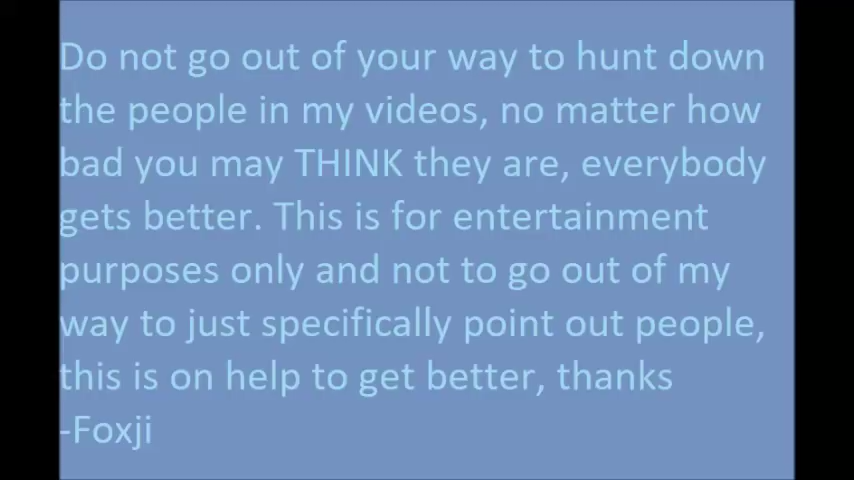 Do not go out of your way to hunt down
the people in my videos, no matter how
bad you may THINK they are, everybody
gets better. This is for entertainment
purposes only and not to go out of my
way to just specifically point out people,
this is on help to get better, thanks
-Foxji